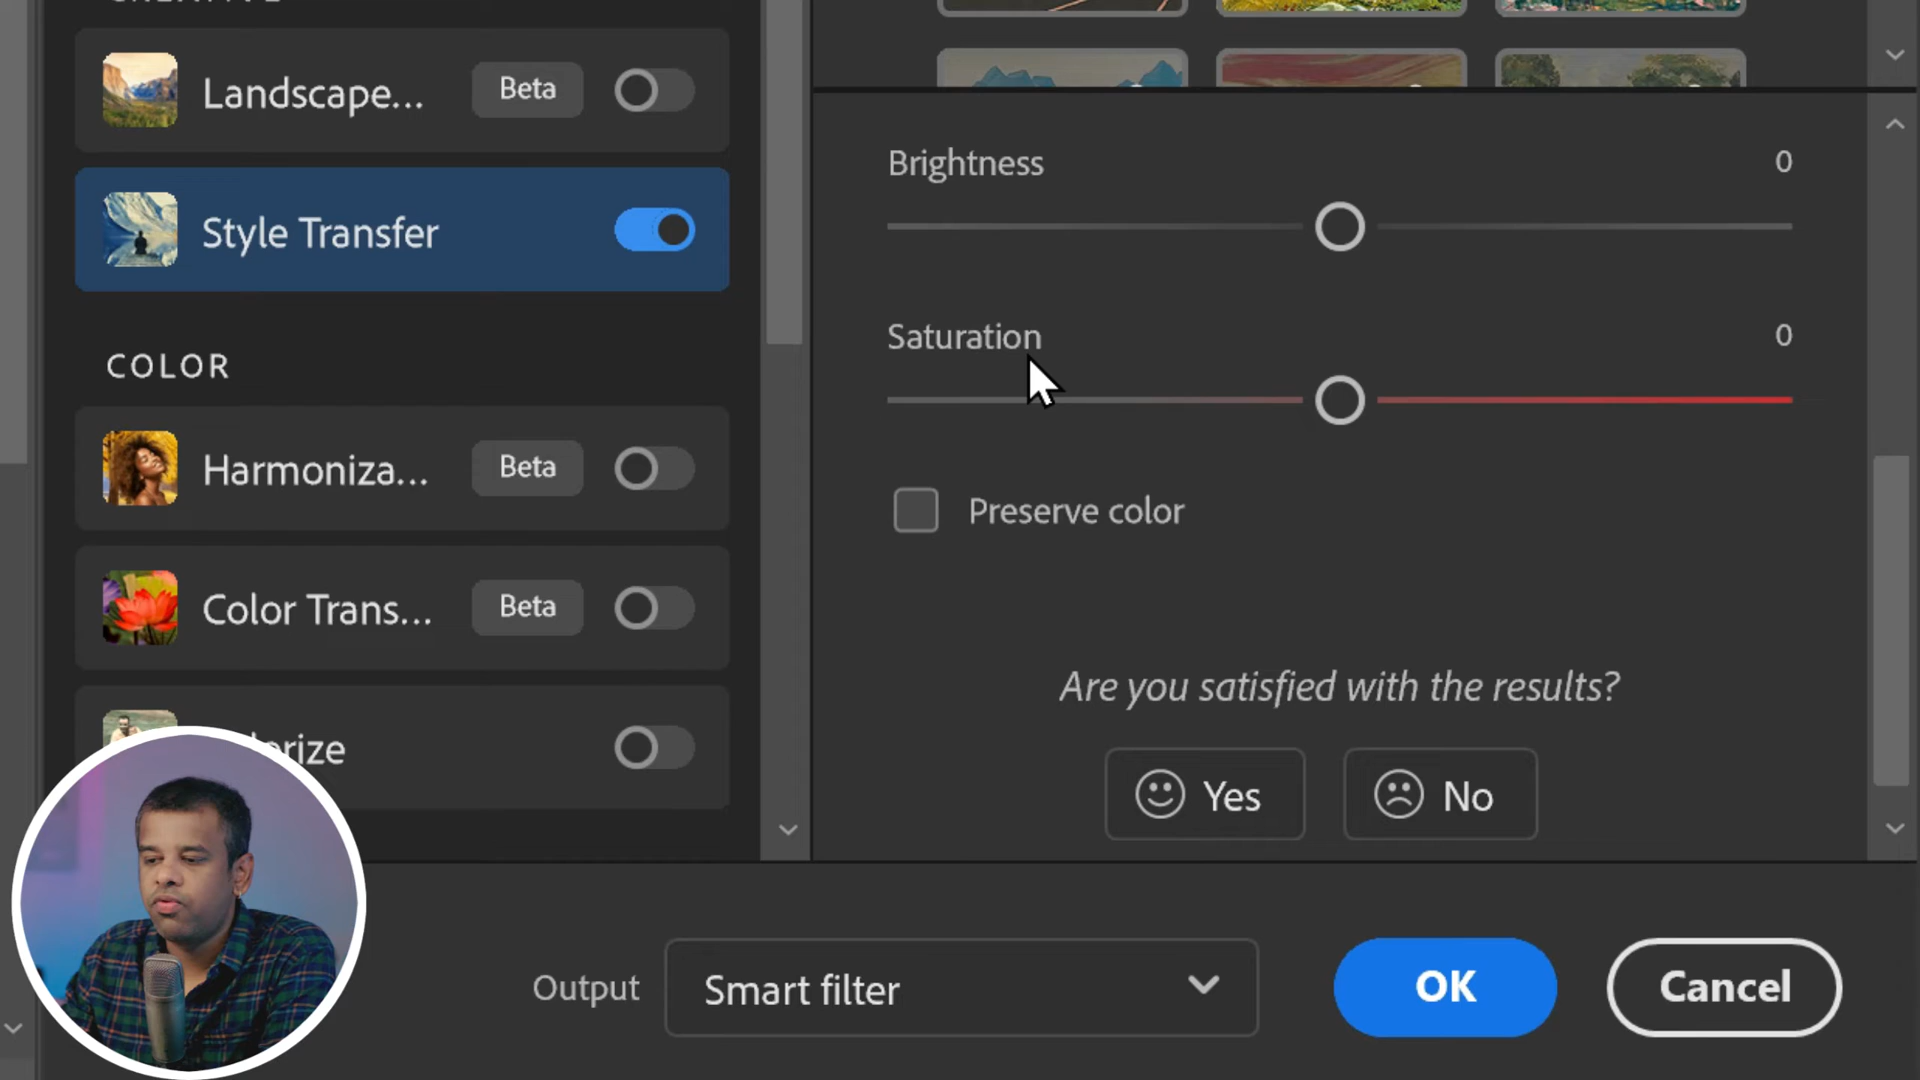 Landscape... Beta
Style Transfer
COLOR
Harmoniza... Beta
Color Trans... Beta
Brightness 0
Saturation 0
Preserve color
Are you satisfied with the results?
Yes No
Output Smart filter OK Cancel